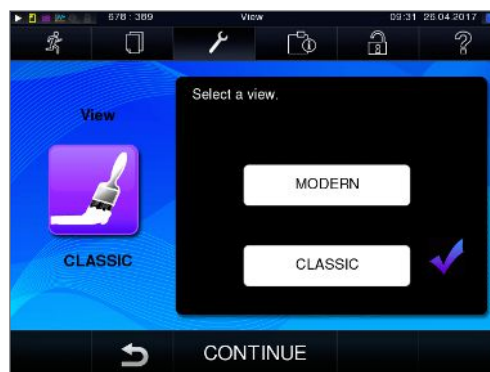 678 : 389 View 09:31 26.04.2017
View
CLASSIC
Select a view.
MODERN
CLASSIC
CONTINUE